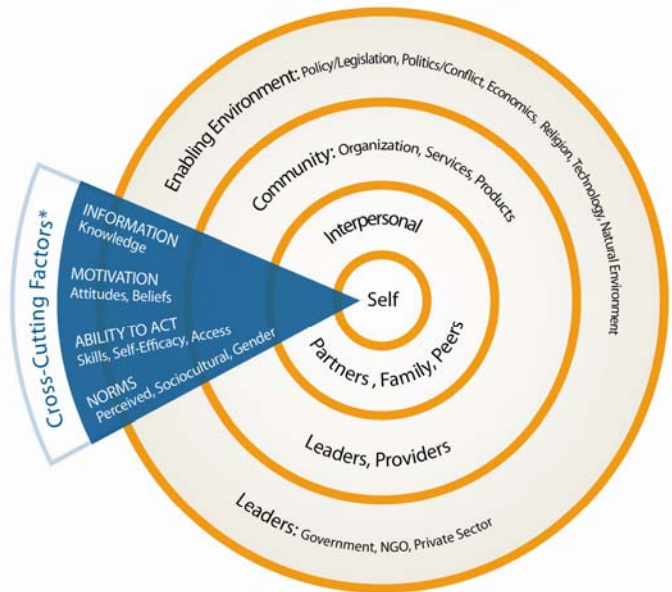 Enabling Environment: Policy/Legislation, Politics/Conflict, Economics, Religion, Technology, Natural Environment
Community: Organization, Services, Products
Interpersonal
Self
Partners, Family, Peers
Leaders, Providers
Leaders: Government, NGO, Private Sector
Cross-Cutting Factors*
INFORMATION
Knowledge
MOTIVATION
Attitudes, Beliefs
ABILITY TO ACT
Skills, Self-Efficacy, Access
NORMS
Perceived, Sociocultural, Gender